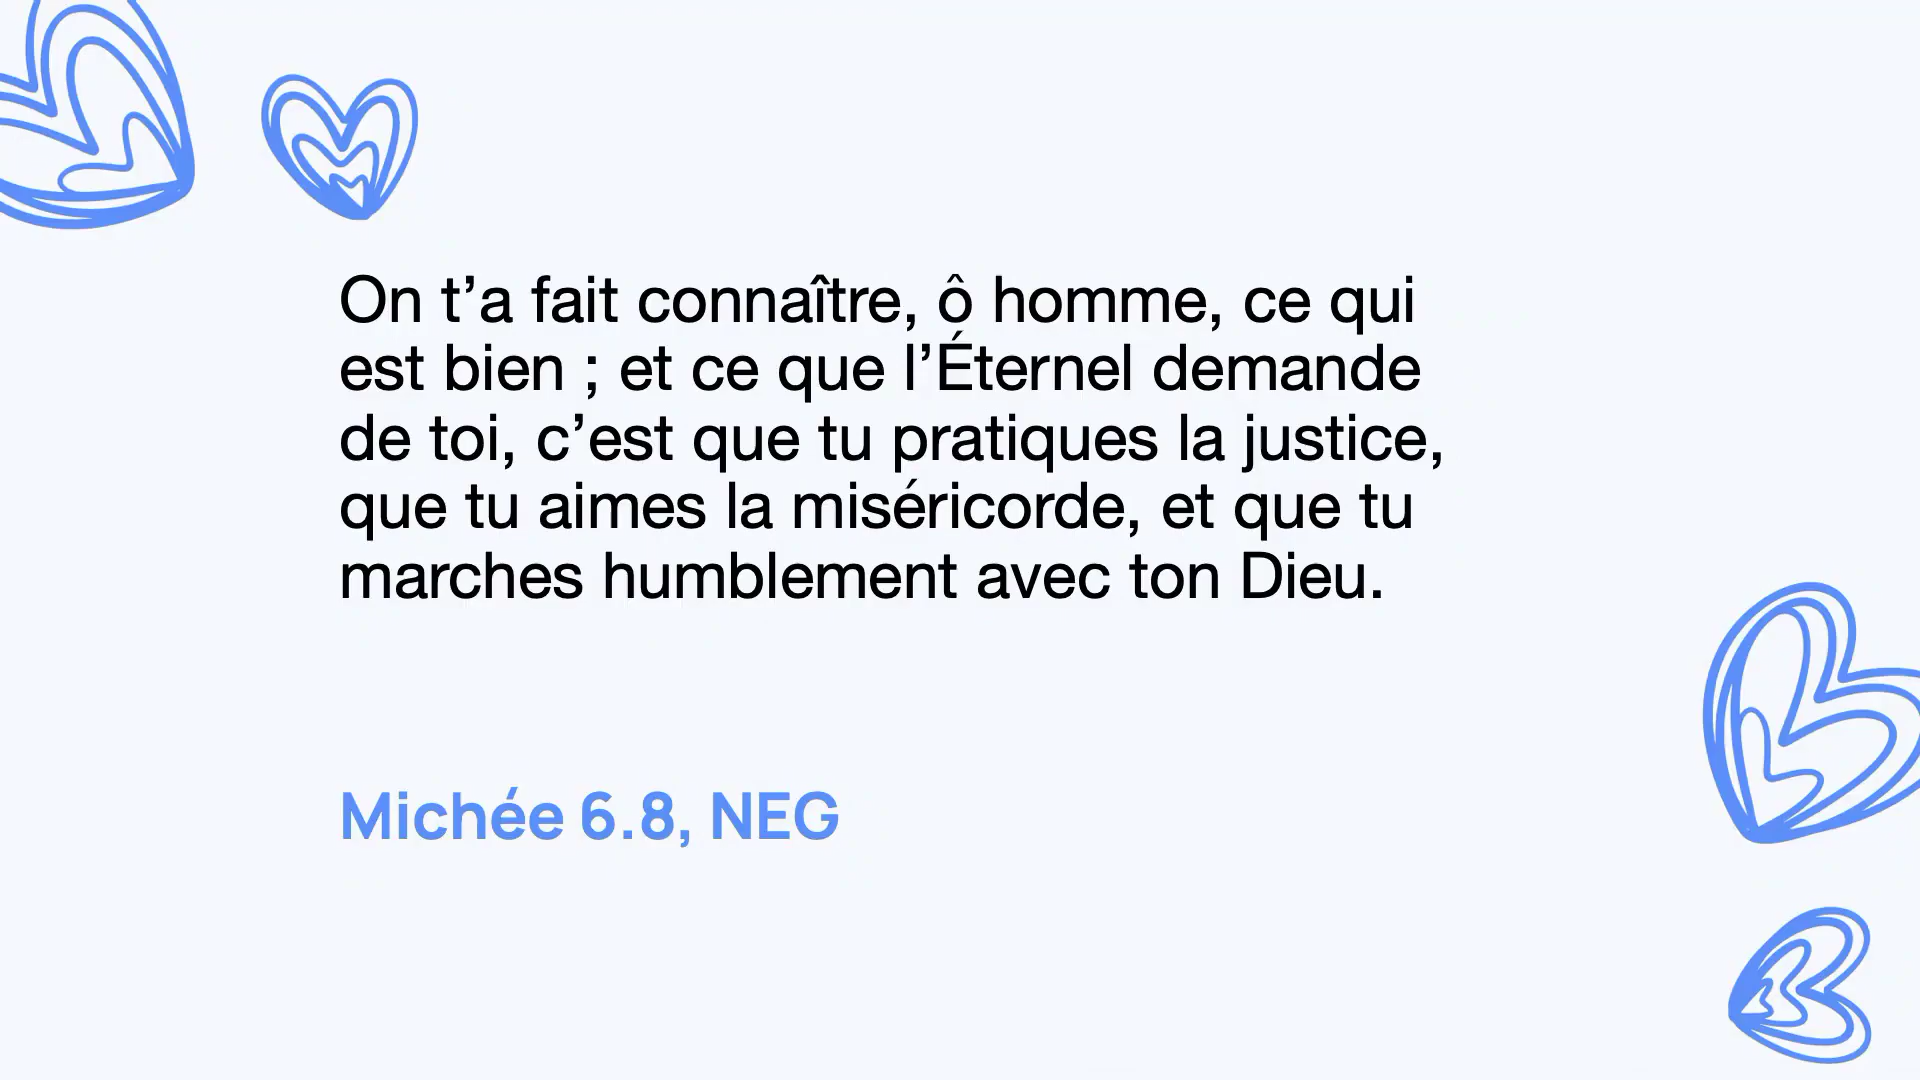 On t’a fait connaître, ô homme, ce qui
est bien ; et ce que l’Éternel demande
de toi, c’est que tu pratiques la justice,
que tu aimes la miséricorde, et que tu
marches humblement avec ton Dieu.
Michée 6.8, NEG